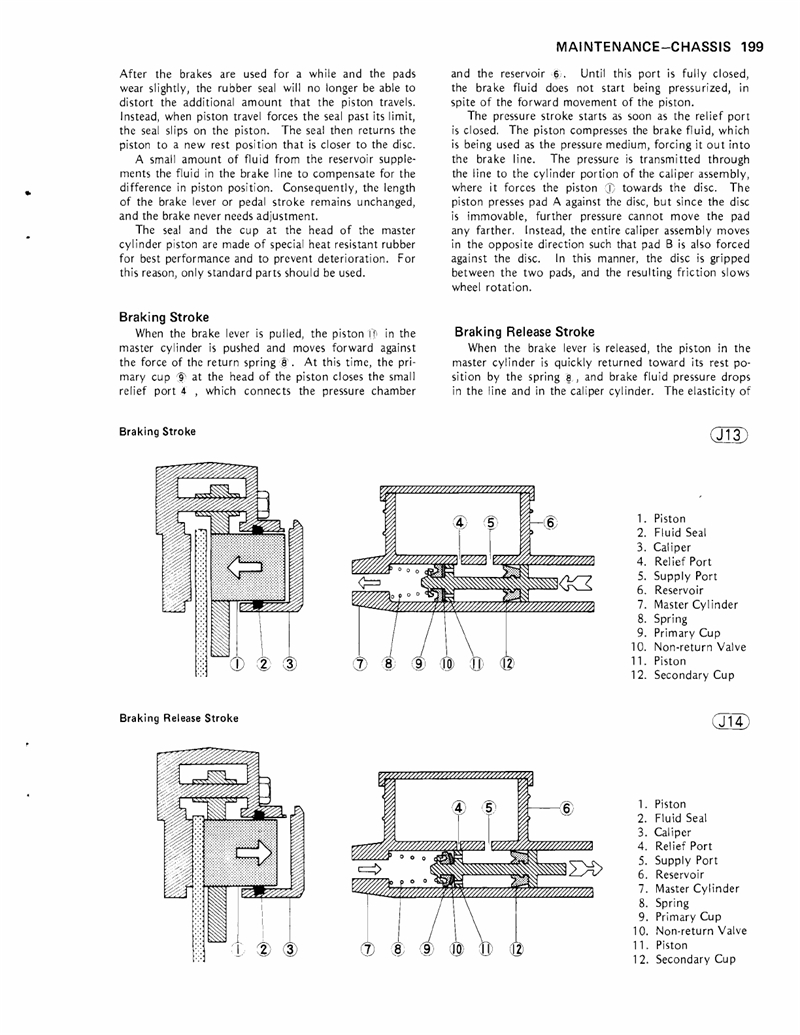 MAINTENANCE–CHASSIS 199
After the brakes are used for a while and the pads
wear slightly, the rubber seal will no longer be able to
distort the additional amount that the piston travels.
Instead, when piston travel forces the seal past its limit,
the seal slips on the piston. The seal then returns the
piston to a new rest position that is closer to the disc.
A small amount of fluid from the reservoir supple-
ments the fluid in the brake line to compensate for the
difference in piston position. Consequently, the length
of the brake lever or pedal stroke remains unchanged,
and the brake never needs adjustment.
The seal and the cup at the head of the master
cylinder piston are made of special heat resistant rubber
for best performance and to prevent deterioration. For
this reason, only standard parts should be used.
Braking Stroke
When the brake lever is pulled, the piston ⑪ in the
master cylinder is pushed and moves forward against
the force of the return spring ⑧. At this time, the pri-
mary cup ⑨ at the head of the piston closes the small
relief port 4 , which connects the pressure chamber
and the reservoir ⑥. Until this port is fully closed,
the brake fluid does not start being pressurized, in
spite of the forward movement of the piston.
The pressure stroke starts as soon as the relief port
is closed. The piston compresses the brake fluid, which
is being used as the pressure medium, forcing it out into
the brake line. The pressure is transmitted through
the line to the cylinder portion of the caliper assembly,
where it forces the piston ① towards the disc. The
piston presses pad A against the disc, but since the disc
is immovable, further pressure cannot move the pad
any farther. Instead, the entire caliper assembly moves
in the opposite direction such that pad B is also forced
against the disc. In this manner, the disc is gripped
between the two pads, and the resulting friction slows
wheel rotation.
Braking Release Stroke
When the brake lever is released, the piston in the
master cylinder is quickly returned toward its rest po-
sition by the spring 8 , and brake fluid pressure drops
in the line and in the caliper cylinder. The elasticity of
Braking Stroke
J13
④ ⑤ ⑥
① ② ③ ⑦ ⑧ ⑨ ⑩ ⑪ ⑫
1. Piston
2. Fluid Seal
3. Caliper
4. Relief Port
5. Supply Port
6. Reservoir
7. Master Cylinder
8. Spring
9. Primary Cup
10. Non-return Valve
11. Piston
12. Secondary Cup
Braking Release Stroke
J14
④ ⑤ ⑥
① ② ③ ⑦ ⑧ ⑨ ⑩ ⑪ ⑫
1. Piston
2. Fluid Seal
3. Caliper
4. Relief Port
5. Supply Port
6. Reservoir
7. Master Cylinder
8. Spring
9. Primary Cup
10. Non-return Valve
11. Piston
12. Secondary Cup